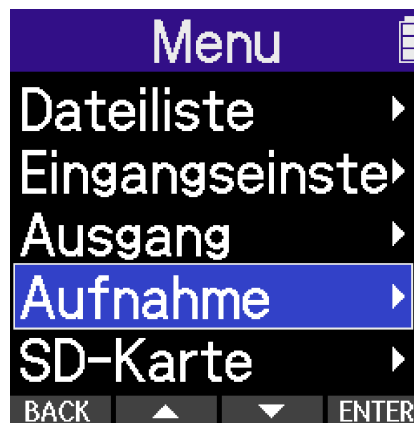 Menu
Dateiliste
Eingangseinste
Ausgang
Aufnahme
SD-Karte
BACK ENTER